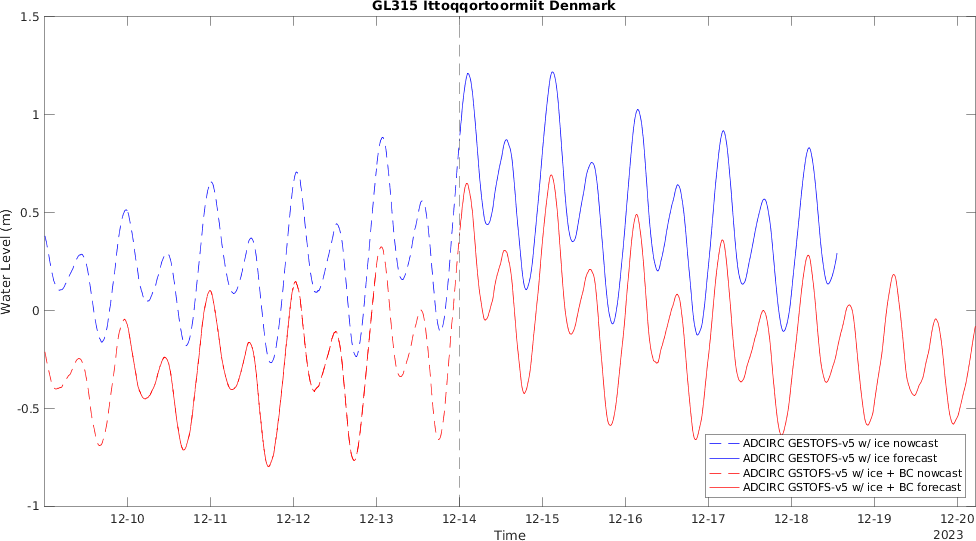 GL315 Ittoqqortoormiit Denmark
1.5
1
0.5
0
-0.5
-1
Water Level (m)
12-10 12-11 12-12 12-13 12-14 12-15 12-16 12-17 12-18 12-19 12-20
Time
2023
ADCIRC GESTOFS-v5 w/ ice nowcast
ADCIRC GESTOFS-v5 w/ ice forecast
ADCIRC GSTOFS-v5 w/ ice + BC nowcast
ADCIRC GSTOFS-v5 w/ ice + BC forecast